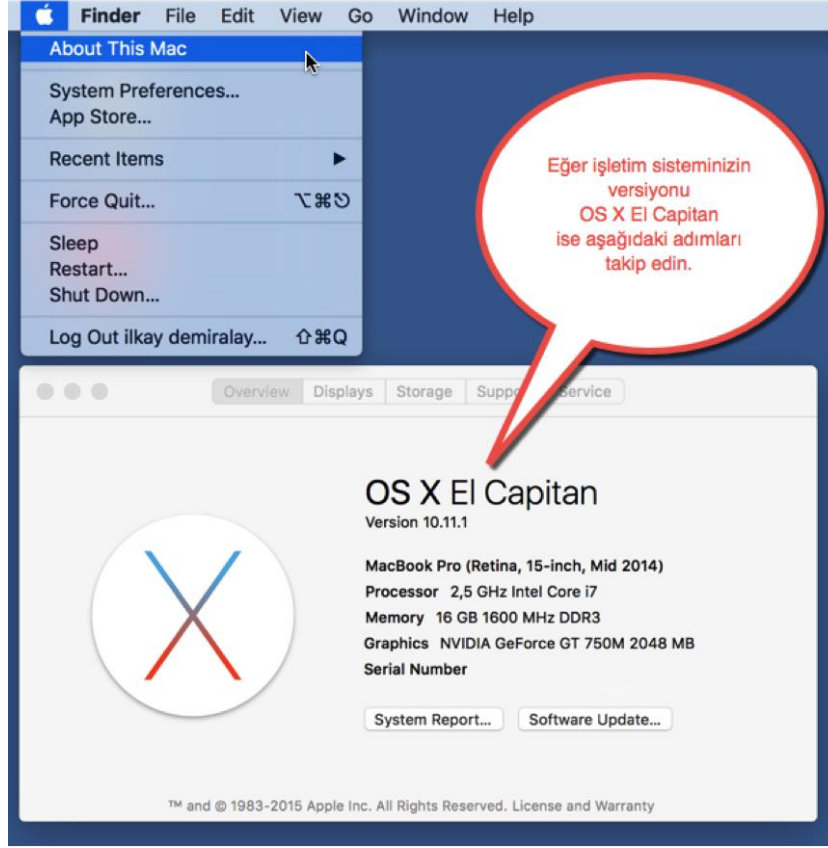 Finder File Edit View Go Window Help
About This Mac
System Preferences...
App Store...
Recent Items
Force Quit... ⌥⌘⎋
Sleep
Restart...
Shut Down...
Log Out ilkay demiralay... ⇧⌘Q
Eğer işletim sisteminizin
versiyonu
OS X El Capitan
ise aşağıdaki adımları
takip edin.
Overview Displays Storage Service
OS X El Capitan
Version 10.11.1
MacBook Pro (Retina, 15-inch, Mid 2014)
Processor 2,5 GHz Intel Core i7
Memory 16 GB 1600 MHz DDR3
Graphics NVIDIA GeForce GT 750M 2048 MB
Serial Number
System Report... Software Update...
™ and © 1983-2015 Apple Inc. All Rights Reserved. License and Warranty